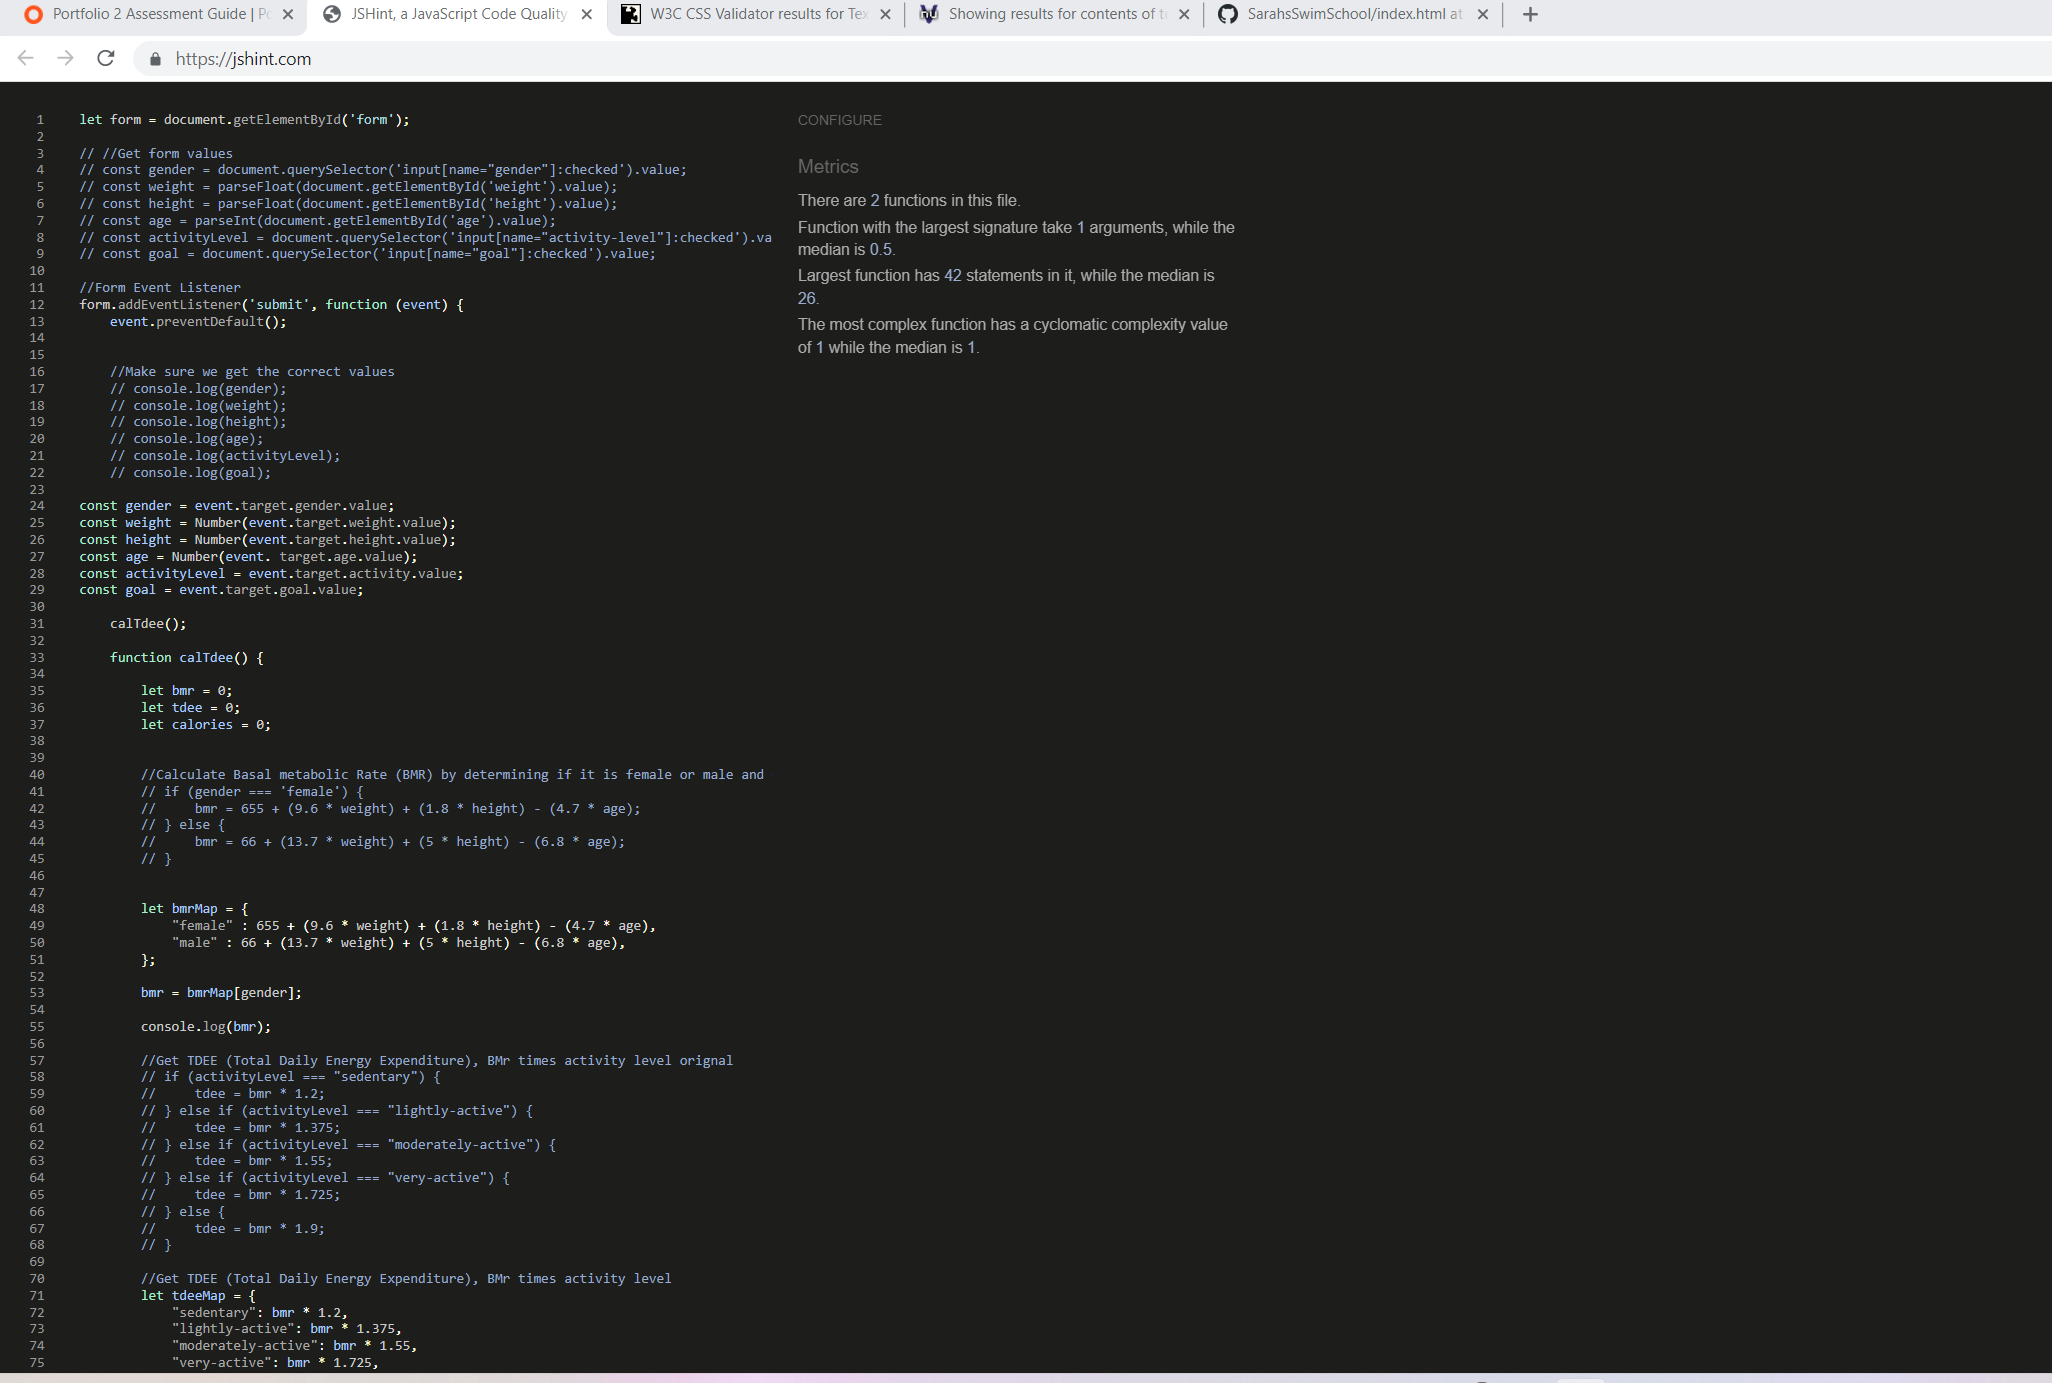 Portfolio 2 Assessment Guide | Po
JSHint, a JavaScript Code Quality
W3C CSS Validator results for Tex
Showing results for contents of te
SarahsSwimSchool/index.html at
https://jshint.com
1 let form = document.getElementById('form');
2
3 // //Get form values
4 // const gender = document.querySelector('input[name="gender"]:checked').value;
5 // const weight = parseFloat(document.getElementById('weight').value);
6 // const height = parseFloat(document.getElementById('height').value);
7 // const age = parseInt(document.getElementById('age').value);
8 // const activityLevel = document.querySelector('input[name="activity-level"]:checked').va
9 // const goal = document.querySelector('input[name="goal"]:checked').value;
10
11 //Form Event Listener
12 form.addEventListener('submit', function (event) {
13 event.preventDefault();
14
15
16 //Make sure we get the correct values
17 // console.log(gender);
18 // console.log(weight);
19 // console.log(height);
20 // console.log(age);
21 // console.log(activityLevel);
22 // console.log(goal);
23
24 const gender = event.target.gender.value;
25 const weight = Number(event.target.weight.value);
26 const height = Number(event.target.height.value);
27 const age = Number(event. target.age.value);
28 const activityLevel = event.target.activity.value;
29 const goal = event.target.goal.value;
30
31 calTdee();
32
33 function calTdee() {
34
35 let bmr = 0;
36 let tdee = 0;
37 let calories = 0;
38
39
40 //Calculate Basal metabolic Rate (BMR) by determining if it is female or male and
41 // if (gender === 'female') {
42 // bmr = 655 + (9.6 * weight) + (1.8 * height) - (4.7 * age);
43 // } else {
44 // bmr = 66 + (13.7 * weight) + (5 * height) - (6.8 * age);
45 // }
46
47
48 let bmrMap = {
49 "female" : 655 + (9.6 * weight) + (1.8 * height) - (4.7 * age),
50 "male" : 66 + (13.7 * weight) + (5 * height) - (6.8 * age),
51 };
52
53 bmr = bmrMap[gender];
54
55 console.log(bmr);
56
57 //Get TDEE (Total Daily Energy Expenditure), BMr times activity level orignal
58 // if (activityLevel === "sedentary") {
59 // tdee = bmr * 1.2;
60 // } else if (activityLevel === "lightly-active") {
61 // tdee = bmr * 1.375;
62 // } else if (activityLevel === "moderately-active") {
63 // tdee = bmr * 1.55;
64 // } else if (activityLevel === "very-active") {
65 // tdee = bmr * 1.725;
66 // } else {
67 // tdee = bmr * 1.9;
68 // }
69
70 //Get TDEE (Total Daily Energy Expenditure), BMr times activity level
71 let tdeeMap = {
72 "sedentary": bmr * 1.2,
73 "lightly-active": bmr * 1.375,
74 "moderately-active": bmr * 1.55,
75 "very-active": bmr * 1.725,
CONFIGURE
Metrics
There are 2 functions in this file.
Function with the largest signature take 1 arguments, while the
median is 0.5.
Largest function has 42 statements in it, while the median is
26.
The most complex function has a cyclomatic complexity value
of 1 while the median is 1.